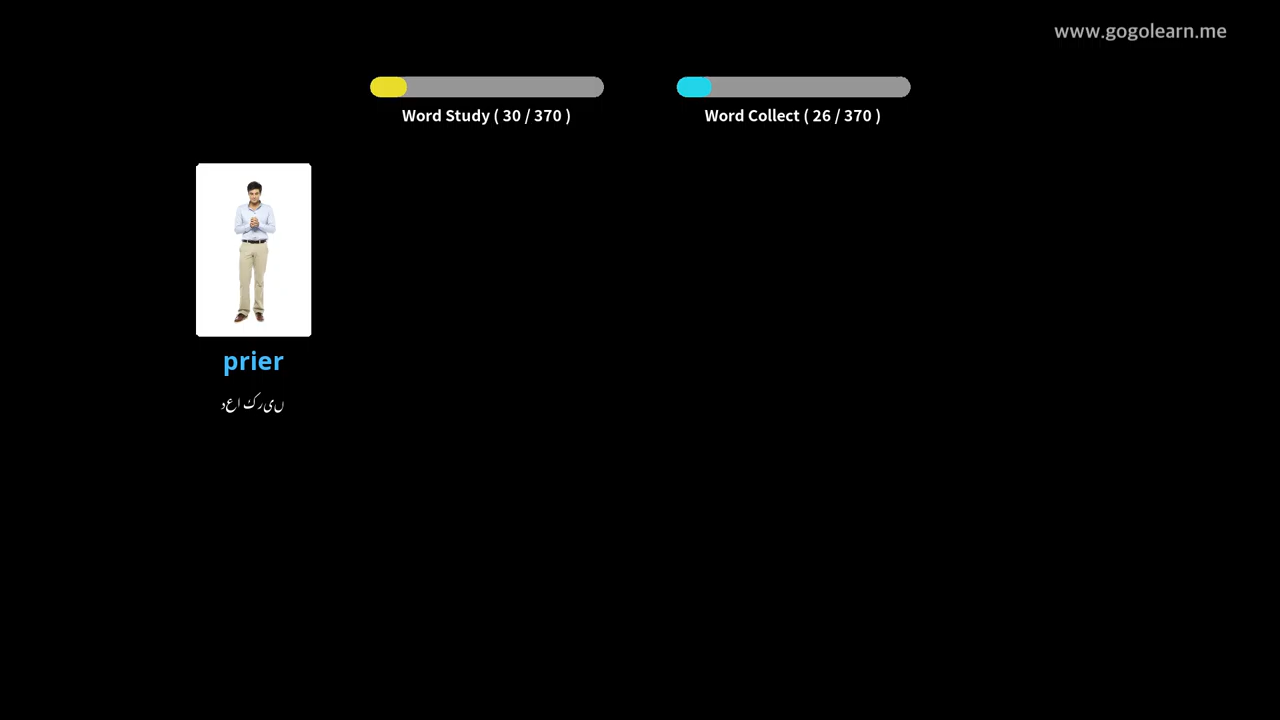 www.gogolearn.me
Word Study ( 30 / 370 )
Word Collect ( 26 / 370 )
prier
دعا کریں